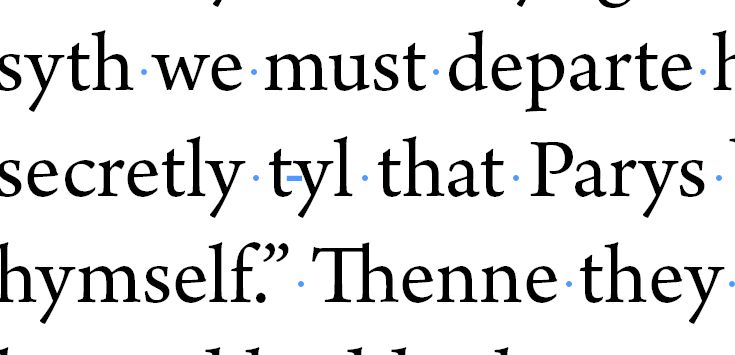 syth we must departe
secretly tyl that Parys
hymself.” Thenne they